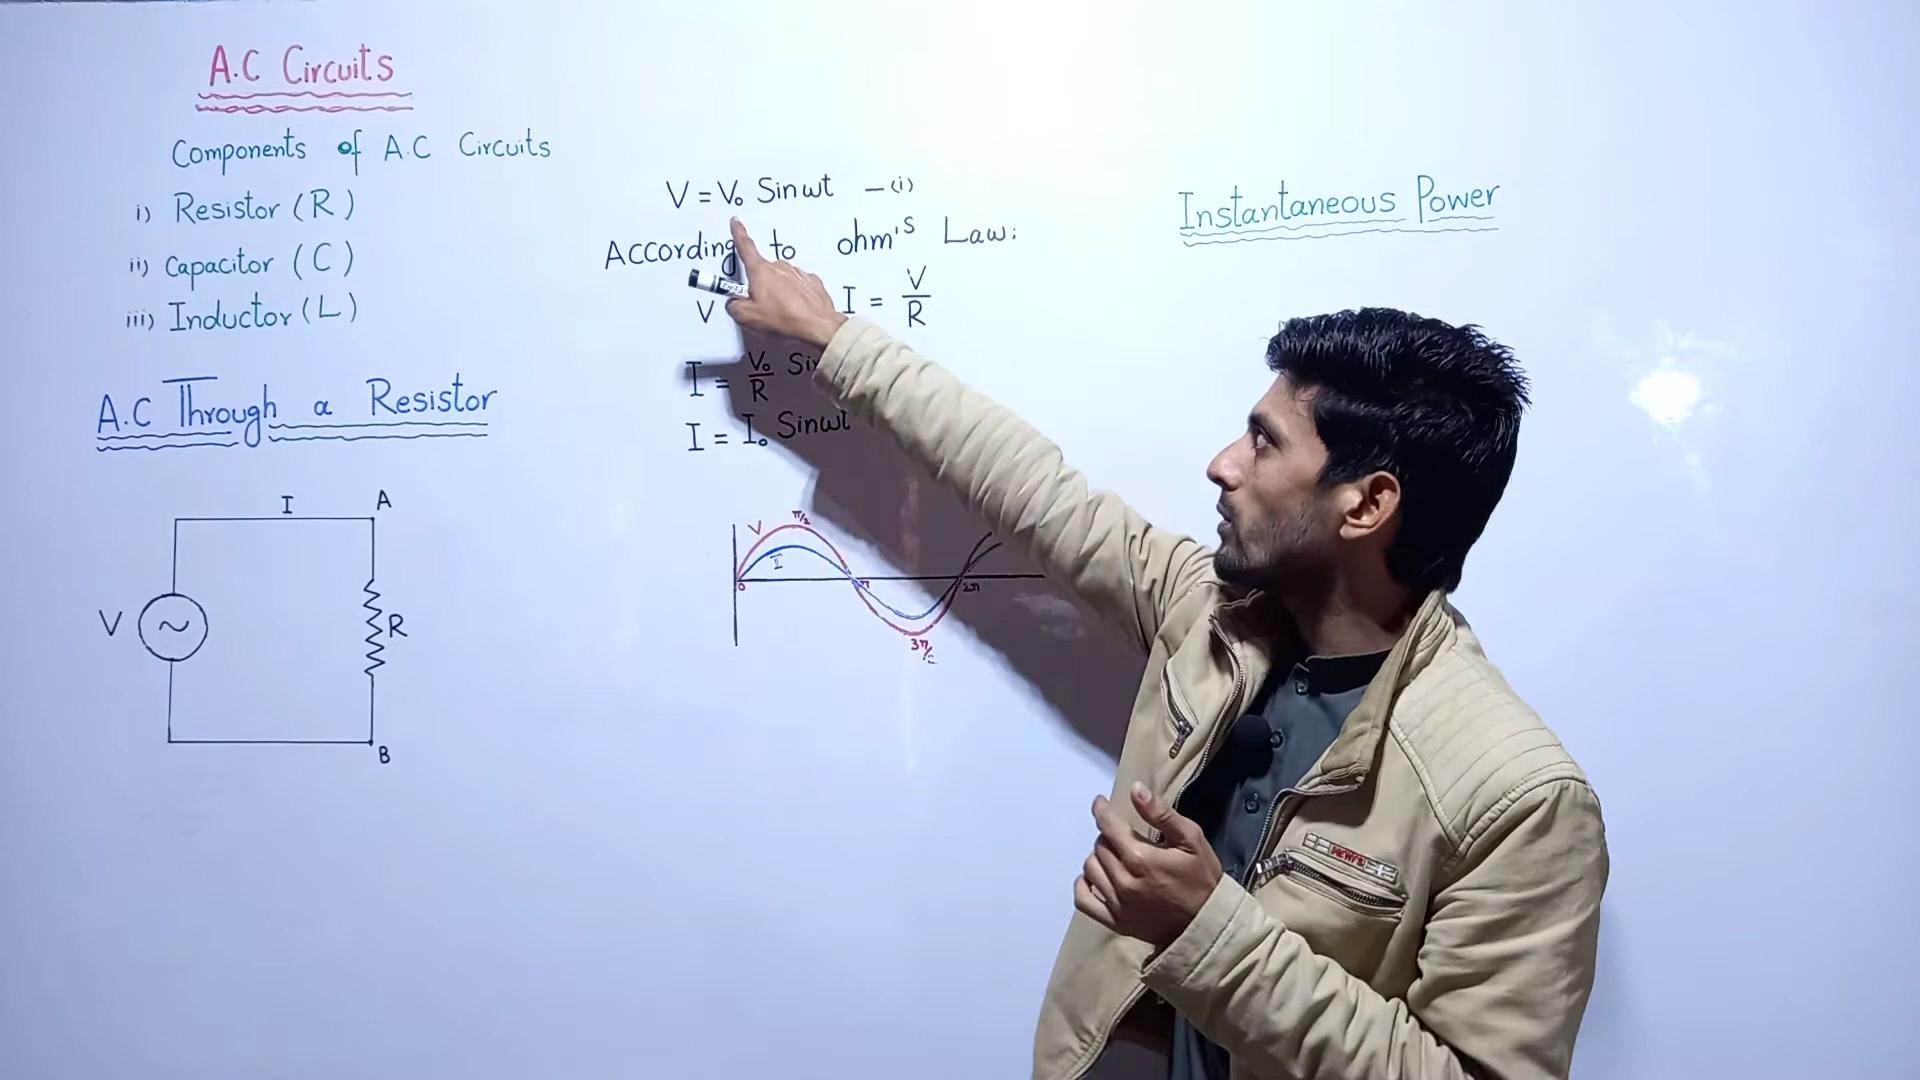 A.C Circuits
Components of A.C Circuits
i) Resistor (R)
ii) Capacitor (C)
iii) Inductor (L)
A.C Through a Resistor
I
A
V
~
R
B
V = V₀ Sinωt —(i)
According to ohm's Law:
V
I = V/R
I = V₀/R
I = I₀ Sinωt
V
π/2
I
0
π
2π
3π/2
Instantaneous Power